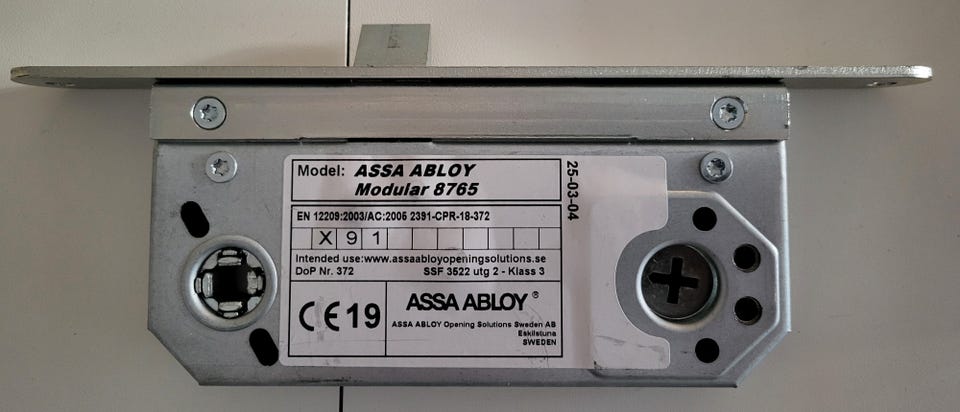 Model: ASSA ABLOY
Modular 8765
EN 12209:2003/AC:2005 2391-CPR-18-372
X 9 1
Intended use:www.assaabloyopeningsolutions.se
DoP Nr. 372 SSF 3522 utg 2 - Klass 3
CE 19
ASSA ABLOY ®
ASSA ABLOY Opening Solutions Sweden AB
Eskilstuna
SWEDEN
25-03-04